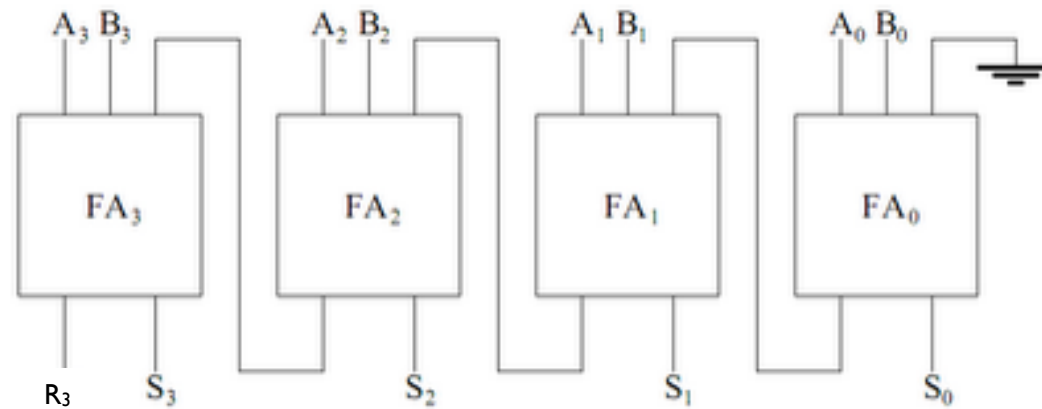 A₃ B₃ A₂ B₂ A₁ B₁ A₀ B₀
FA₃ FA₂ FA₁ FA₀
R₃ S₃ S₂ S₁ S₀